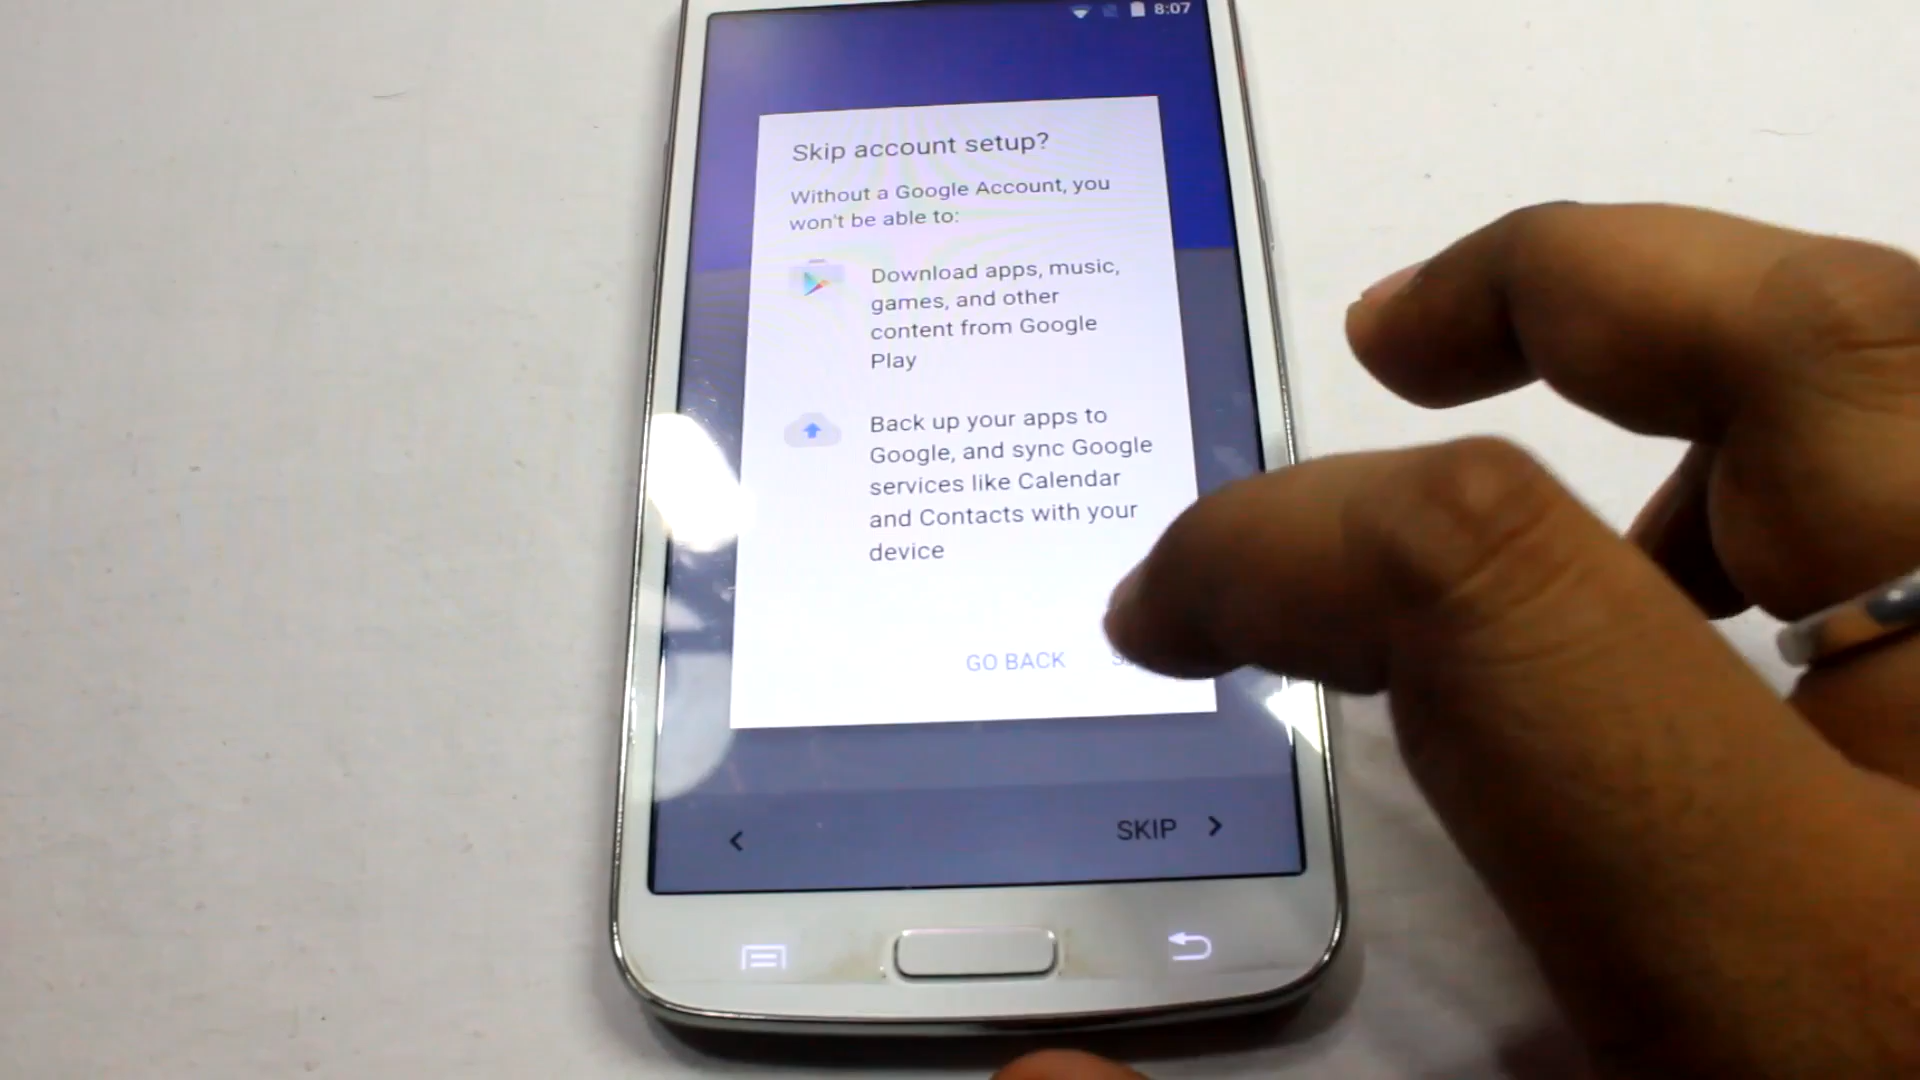 8:07
Skip account setup?
Without a Google Account, you
won't be able to:
Download apps, music,
games, and other
content from Google
Play
Back up your apps to
Google, and sync Google
services like Calendar
and Contacts with your
device
GO BACK
SKIP